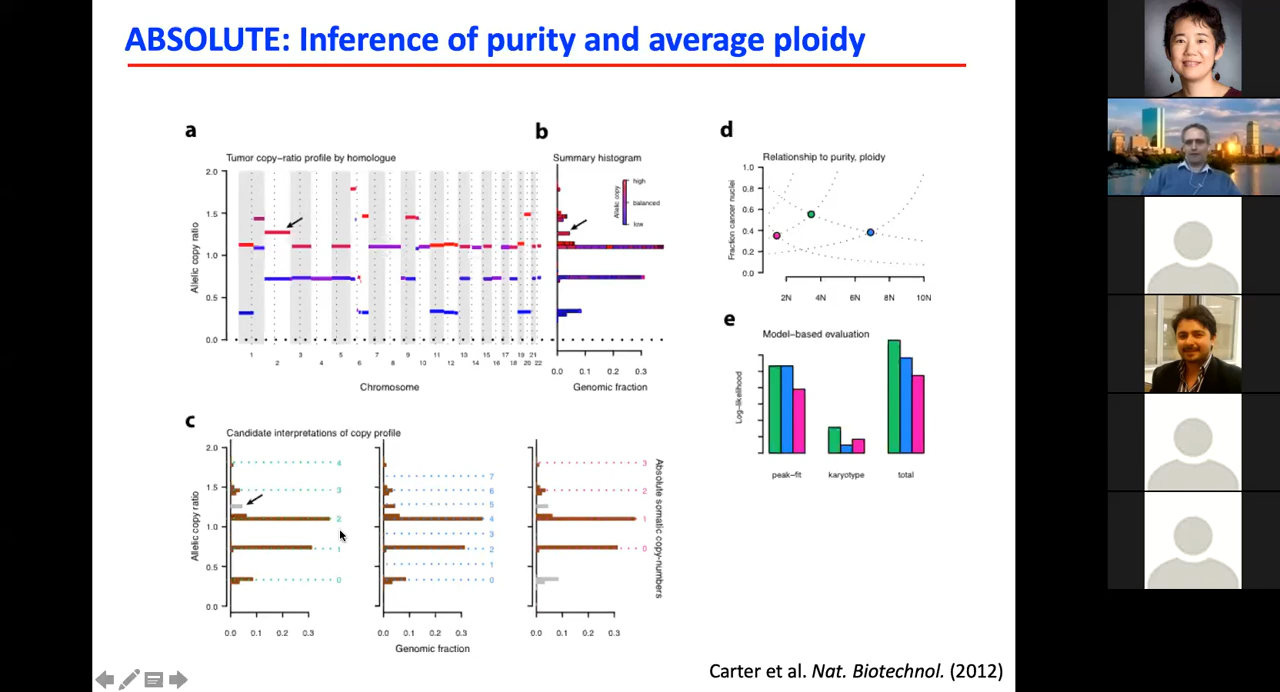 ABSOLUTE: Inference of purity and average ploidy
a
Tumor copy-ratio profile by homologue
Allelic copy ratio
2.0
1.5
1.0
0.5
0.0
1 2 3 4 5 6 7 8 9 10 11 12 13 14 15 16 17 18 19 20 21 22
Chromosome
b
Summary histogram
Allelic copy
high
balanced
low
0.0 0.1 0.2 0.3
Genomic fraction
c
Candidate interpretations of copy profile
Allelic copy ratio
2.0
1.5
1.0
0.5
0.0
4
3
2
1
0
0.0 0.1 0.2 0.3
7
6
5
4
3
2
1
0
0.0 0.1 0.2 0.3
Genomic fraction
3
2
1
0
0.0 0.1 0.2 0.3
Absolute somatic copy-numbers
d
Relationship to purity, ploidy
Fraction cancer nuclei
1.0
0.8
0.6
0.4
0.2
0.0
2N 4N 6N 8N 10N
e
Model-based evaluation
Log-likelihood
peak-fit karyotype total
Carter et al. Nat. Biotechnol. (2012)